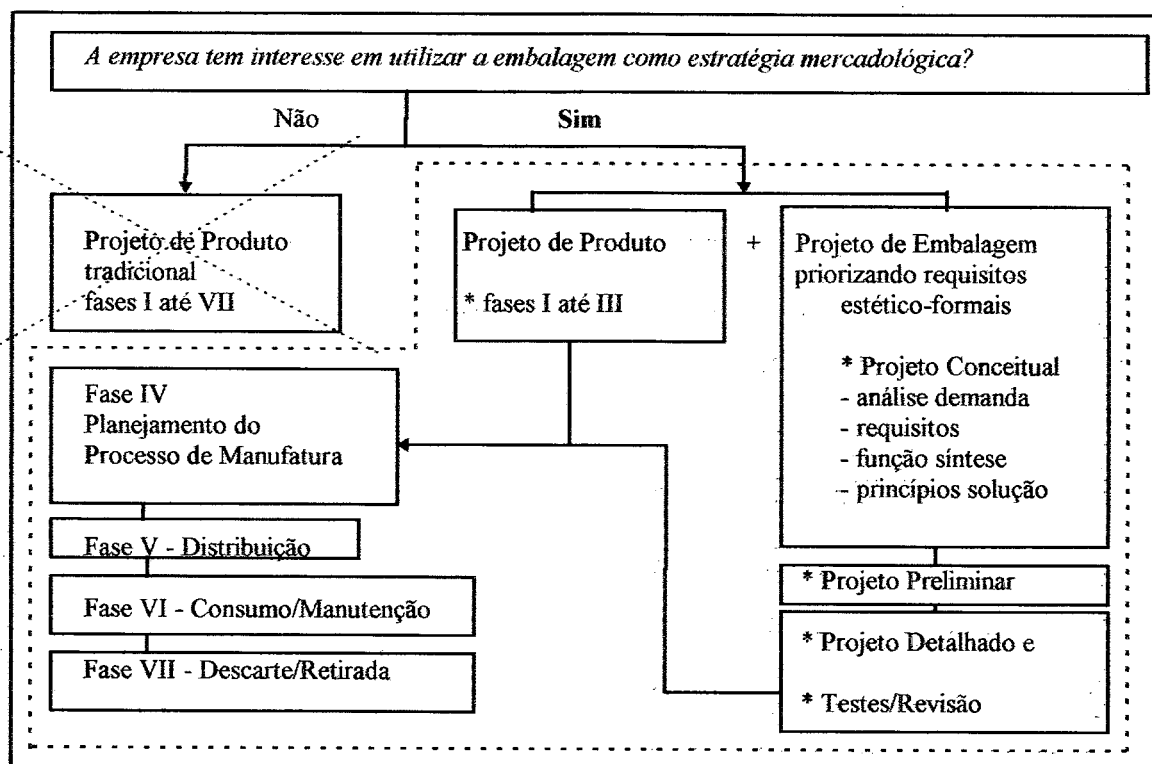 A empresa tem interesse em utilizar a embalagem como estratégia mercadológica?
Não
Sim
Projeto de Produto
tradicional
fases I até VII
Projeto de Produto
* fases I até III
+
Projeto de Embalagem
priorizando requisitos
estético-formais
* Projeto Conceitual
- análise demanda
- requisitos
- função síntese
- princípios solução
Fase IV
Planejamento do
Processo de Manufatura
Fase V - Distribuição
Fase VI - Consumo/Manutenção
Fase VII - Descarte/Retirada
* Projeto Preliminar
* Projeto Detalhado e
* Testes/Revisão